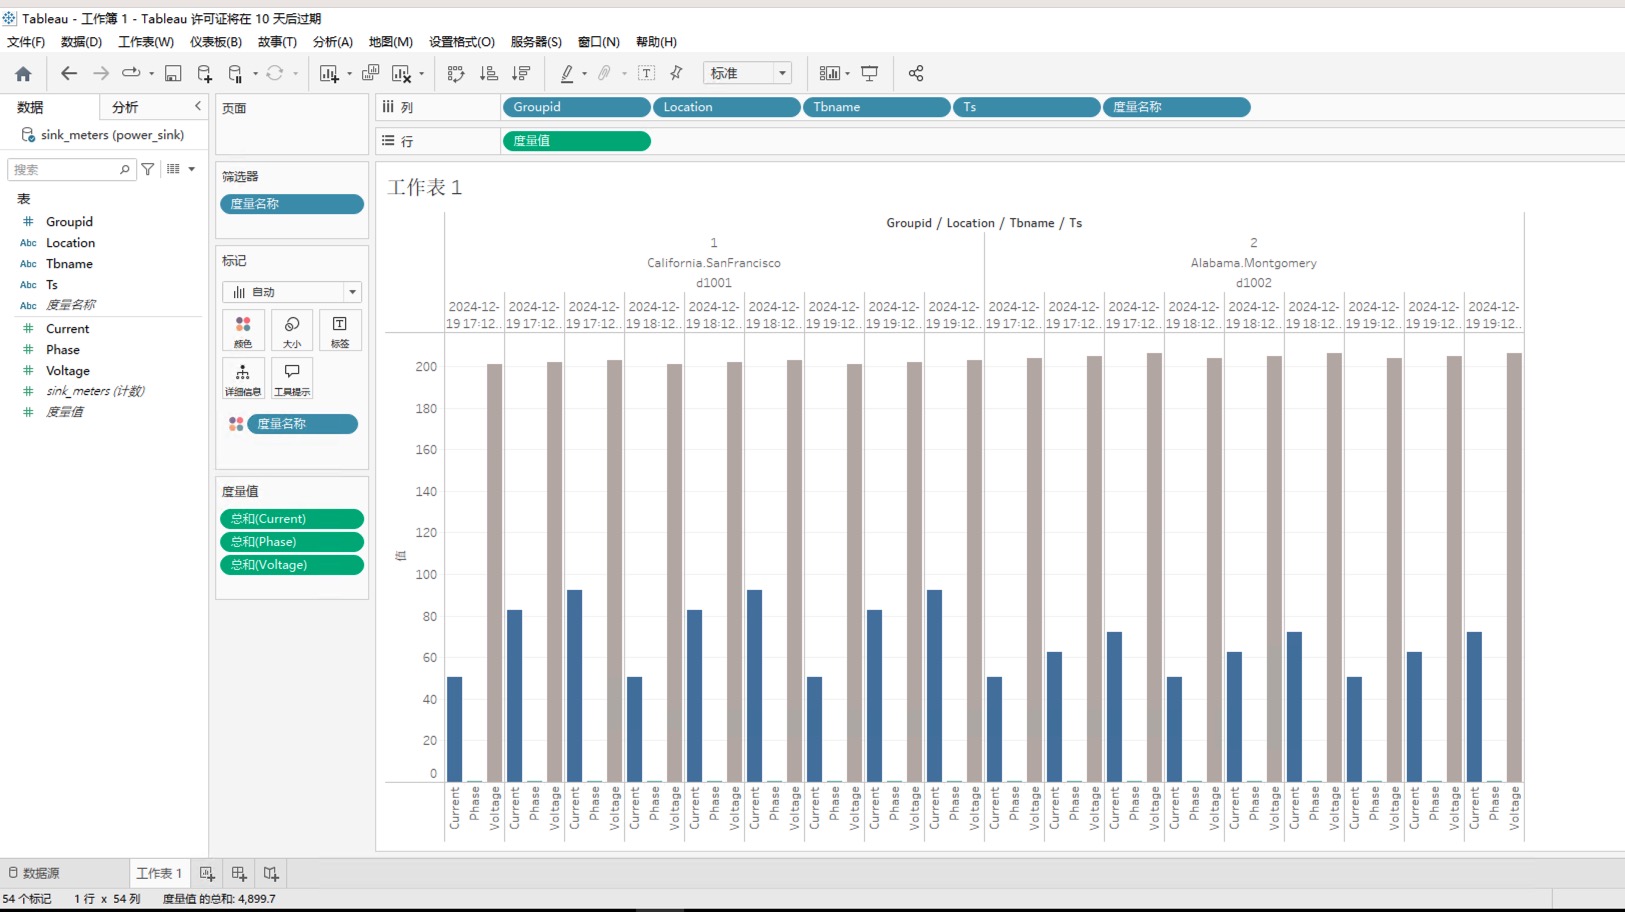 Tableau - 工作簿 1 - Tableau 许可证将在 10 天后过期
文件(F) 数据(D) 工作表(W) 仪表板(B) 故事(T) 分析(A) 地图(M) 设置格式(O) 服务器(S) 窗口(N) 帮助(H)
标准
数据 分析
sink_meters (power_sink)
搜索
表
Groupid
Abc Location
Abc Tbname
Abc Ts
Abc 度量名称
Current
Phase
Voltage
sink_meters (计数)
度量值
页面
筛选器
度量名称
标记
自动
颜色 大小 标签
详细信息 工具提示
度量名称
度量值
总和(Current)
总和(Phase)
总和(Voltage)
列 Groupid Location Tbname Ts 度量名称
行 度量值
工作表 1
Groupid / Location / Tbname / Ts
1 2
California.SanFrancisco Alabama.Montgomery
d1001 d1002
2024-12- 2024-12- 2024-12- 2024-12- 2024-12- 2024-12- 2024-12- 2024-12- 2024-12- 2024-12- 2024-12- 2024-12- 2024-12- 2024-12- 2024-12- 2024-12- 2024-12- 2024-12-
19 17:12.. 19 17:12.. 19 17:12.. 19 18:12.. 19 18:12.. 19 18:12.. 19 19:12.. 19 19:12.. 19 19:12.. 19 17:12.. 19 17:12.. 19 17:12.. 19 18:12.. 19 18:12.. 19 18:12.. 19 19:12.. 19 19:12.. 19 19:12..
200
180
160
140
120
100
80
60
40
20
0
值
Current Phase Voltage Current Phase Voltage Current Phase Voltage Current Phase Voltage Current Phase Voltage Current Phase Voltage Current Phase Voltage Current Phase Voltage Current Phase Voltage Current Phase Voltage Current Phase Voltage Current Phase Voltage Current Phase Voltage Current Phase Voltage Current Phase Voltage Current Phase Voltage Current Phase Voltage Current Phase Voltage
数据源 工作表 1
54 个标记 1 行 x 54 列 度量值 的总和: 4,899.7